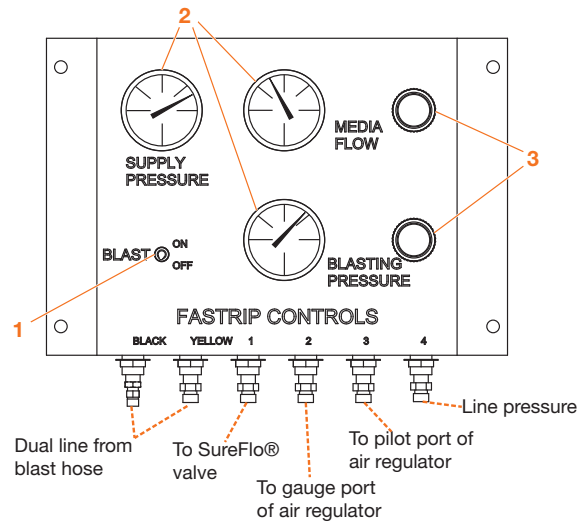 2
MEDIA
FLOW
3
SUPPLY
PRESSURE
BLAST
ON
OFF
BLASTING
PRESSURE
1
FASTRIP CONTROLS
BLACK YELLOW 1 2 3 4
Line pressure
Dual line from
blast hose
To SureFlo®
valve
To pilot port of
air regulator
To gauge port
of air regulator